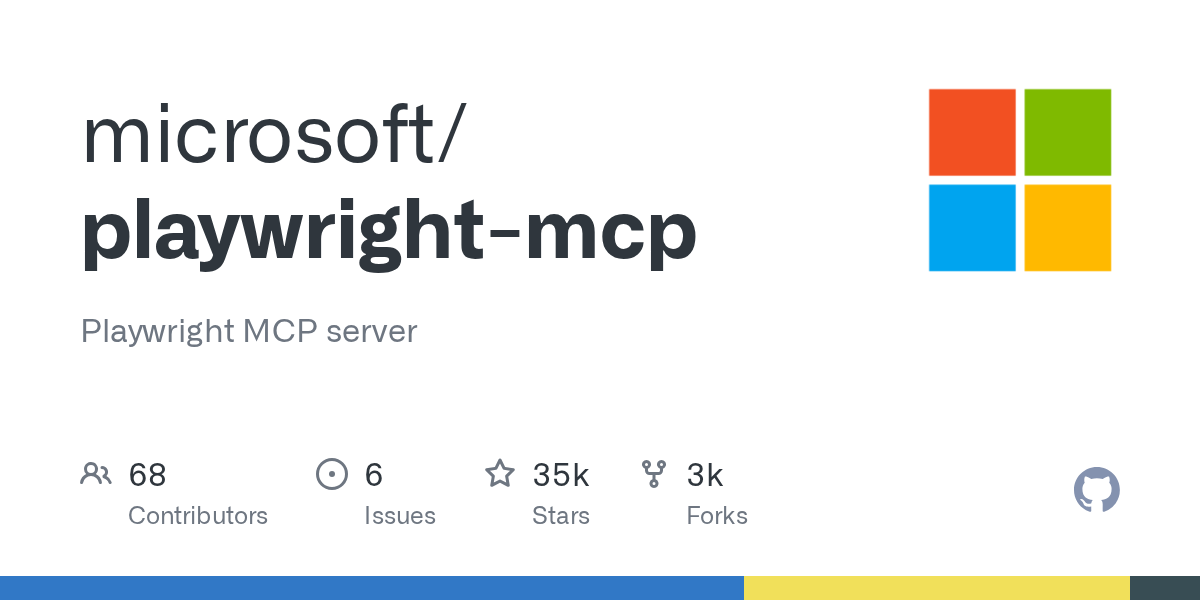 microsoft/
playwright-mcp
Playwright MCP server
68 6 35k 3k
Contributors Issues Stars Forks